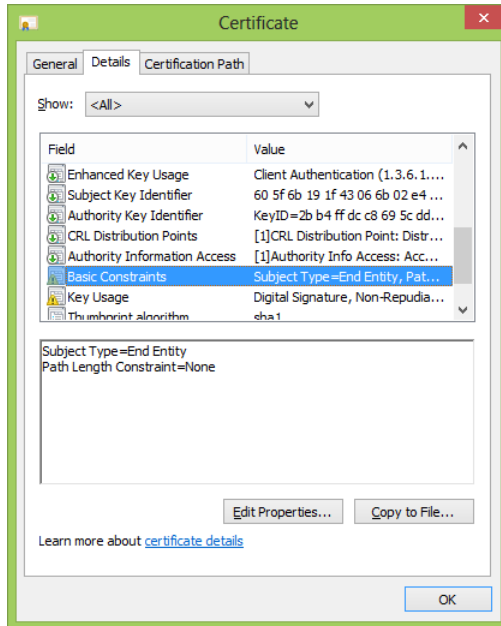 Certificate
General Details Certification Path
Show: <All>
Field Value
Enhanced Key Usage Client Authentication (1.3.6.1....
Subject Key Identifier 60 5f 6b 19 1f 43 06 6b 02 e4 ...
Authority Key Identifier KeyID=2b b4 ff dc c8 69 5c dd...
CRL Distribution Points [1]CRL Distribution Point: Distr...
Authority Information Access [1]Authority Info Access: Acc...
Basic Constraints Subject Type=End Entity, Pat...
Key Usage Digital Signature, Non-Repudia...
Thumbprint algorithm sha1
Subject Type=End Entity
Path Length Constraint=None
Edit Properties... Copy to File...
Learn more about certificate details
OK